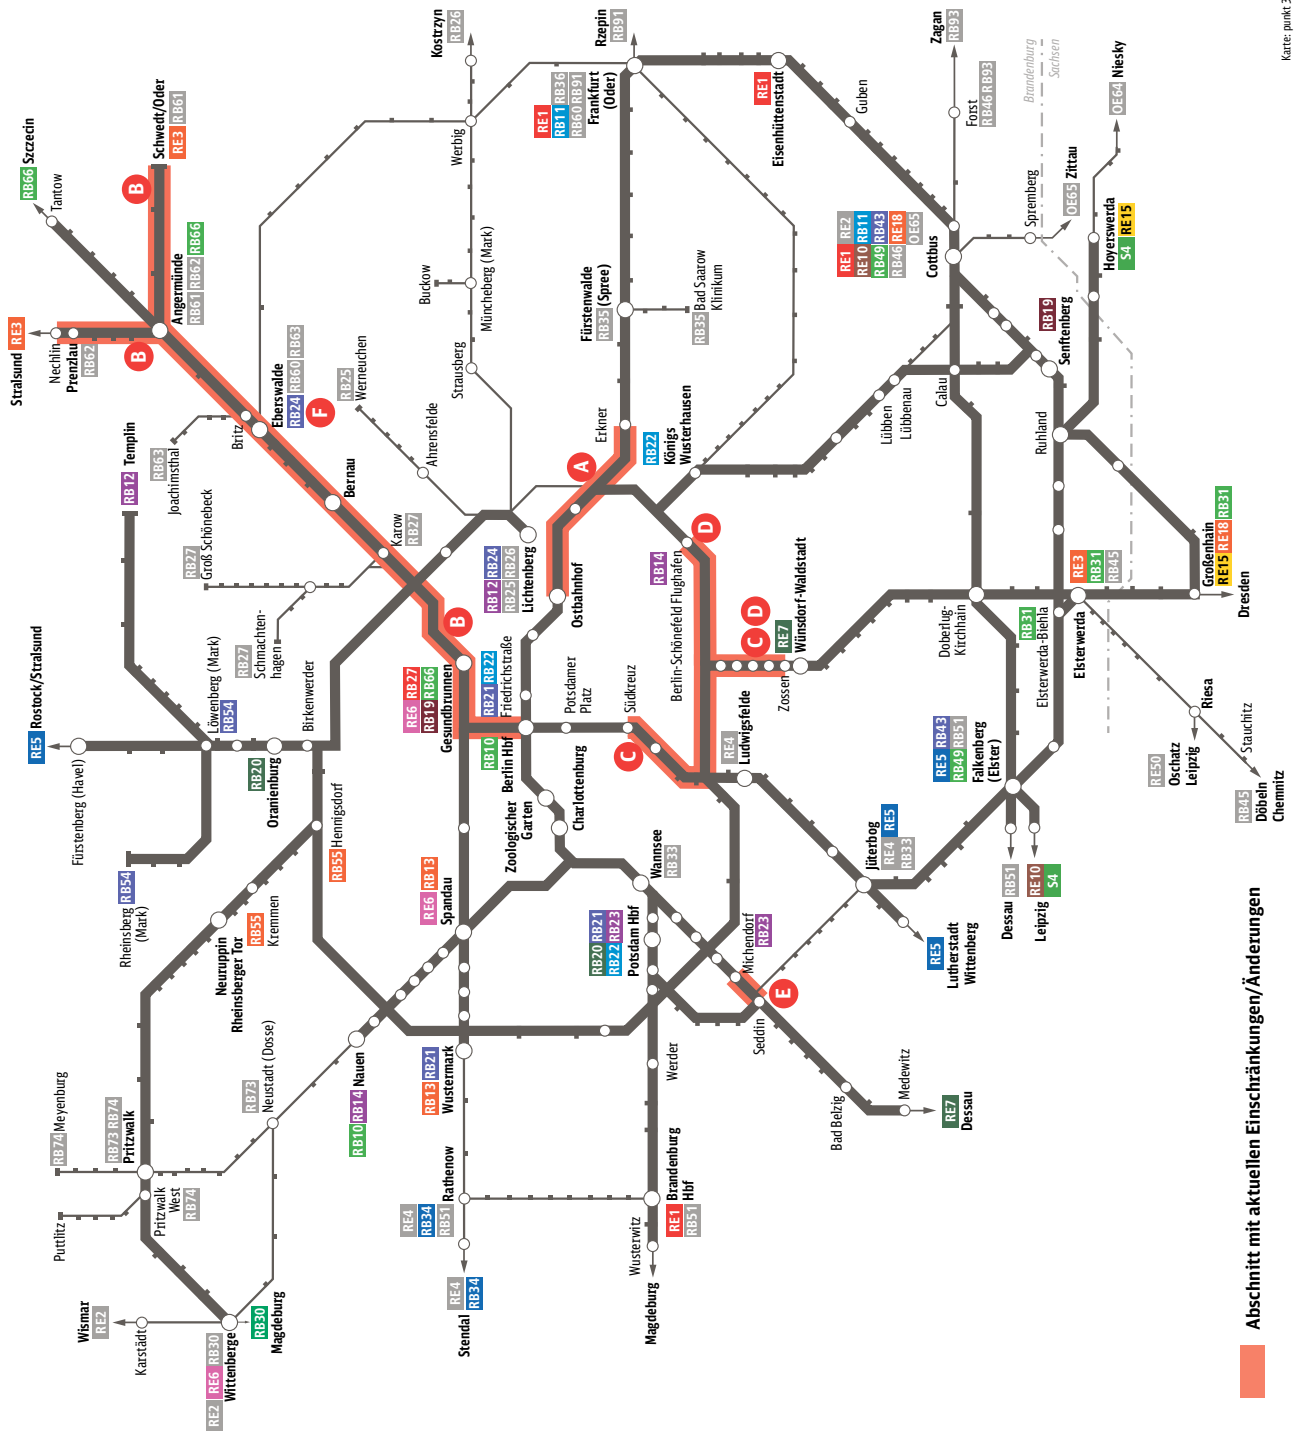 Karte: punkt 3
Kostrzyn
RB26
Rzepin
RB91
Zagan
RB93
Brandenburg
Sachsen
OE64 Niesky
RB66 Szczecin
Tantow
Schwedt/Oder
RE3 RB61
B
Werbig
RE1
RB11 RB36
RB60 RB91
Frankfurt
(Oder)
RE1
Eisenhüttenstadt
Guben
Forst
RB46 RB93
Spremberg
OE65 Zittau
Hoyerswerda
S4 RE15
Stralsund RE3
Nechlin
Prenzlau
RB62
B
Angermünde
RB61 RB62 RB66
Buckow
Müncheberg (Mark)
Fürstenwalde
(Spree)
RB35
RB35 Bad Saarow
Klinikum
RE1 RE2
RE10 RB11
RB49 RB43
RB46 RE18
OE65
Cottbus
RB19
Senftenberg
Eberswalde
RB24 RB60 RB63
F
RB25
Werneuchen
Strausberg
Britz
RB63
Joachimsthal
RB12 Templin
Ahrensfelde
Erkner
RB22
Königs
Wusterhausen
Lübben
Lübbenau
Calau
Ruhland
Bernau
A
RB27
Groß Schönebeck
Karow
RB27
RB12 RB24
RB25 RB26
Lichtenberg
Ostbahnhof
RB14
Berlin-Schönefeld Flughafen
D
Großenhain
RE15 RE18 RB31
Dresden
RE3
RB31
RB45
Elsterwerda
RB31
Elsterwerda-Biehla
Doberlug-
Kirchhain
RB27
Schmachten-
hagen
B
C D
RE7
Wünsdorf-Waldstadt
Zossen
RE5 Rostock/Stralsund
Fürstenberg (Havel)
Löwenberg (Mark)
RB54
RB20
Oranienburg
Birkenwerder
RE6 RB27
RB19 RB66
Gesundbrunnen
RB21 RB22
Friedrichstraße
RB10
Berlin Hbf
Potsdamer
Platz
Südkreuz
C
RE4
Ludwigsfelde
Riesa
RE50
Oschatz
Leipzig
Stauchitz
RB45
Döbeln
Chemnitz
RE5 RB43
RB49 RB51
Falkenberg
(Elster)
Rheinsberg
(Mark)
RB54
RB55 Hennigsdorf
RB55
Kremmen
Neuruppin
Rheinsberger Tor
Zoologischer
Garten
Charlottenburg
RE6 RB13
Spandau
Wannsee
RB33
Jüterbog
RE4 RE5
RB33
Dessau RB51
Leipzig RE10
S4
RB20 RB21
RB22 RB23
Potsdam Hbf
Michendorf
RB23
E
Seddin
RE5
Lutherstadt
Wittenberg
RB73
Neustadt (Dosse)
Nauen
RB10 RB14
RB13 RB21
Wustermark
Werder
Medewitz
Bad Belzig
RE7
Dessau
RB74 Meyenburg
RB73 RB74
Pritzwalk
Puttlitz
Pritzwalk
West
RB74
Rathenow
RE4
RB34
RB51
Brandenburg
Hbf
RE1
RB51
Wusterwitz
Magdeburg
RE4
RB34
Stendal
Wismar
RE2
Karstädt
RB30
Magdeburg
RE2 RE6 RB30
Wittenberge
Abschnitt mit aktuellen Einschränkungen/Änderungen